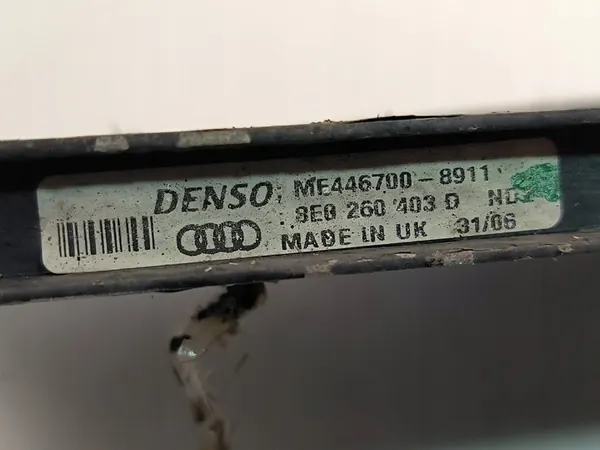 DENSO ME446700-8911
8E0 260 403 D ND
MADE IN UK 31/06